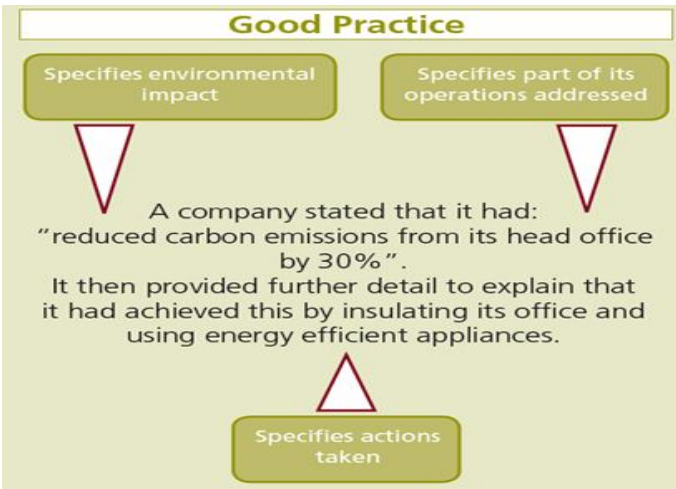 Good Practice
Specifies environmental
impact
Specifies part of its
operations addressed
A company stated that it had:
"reduced carbon emissions from its head office
by 30%".
It then provided further detail to explain that
it had achieved this by insulating its office and
using energy efficient appliances.
Specifies actions
taken